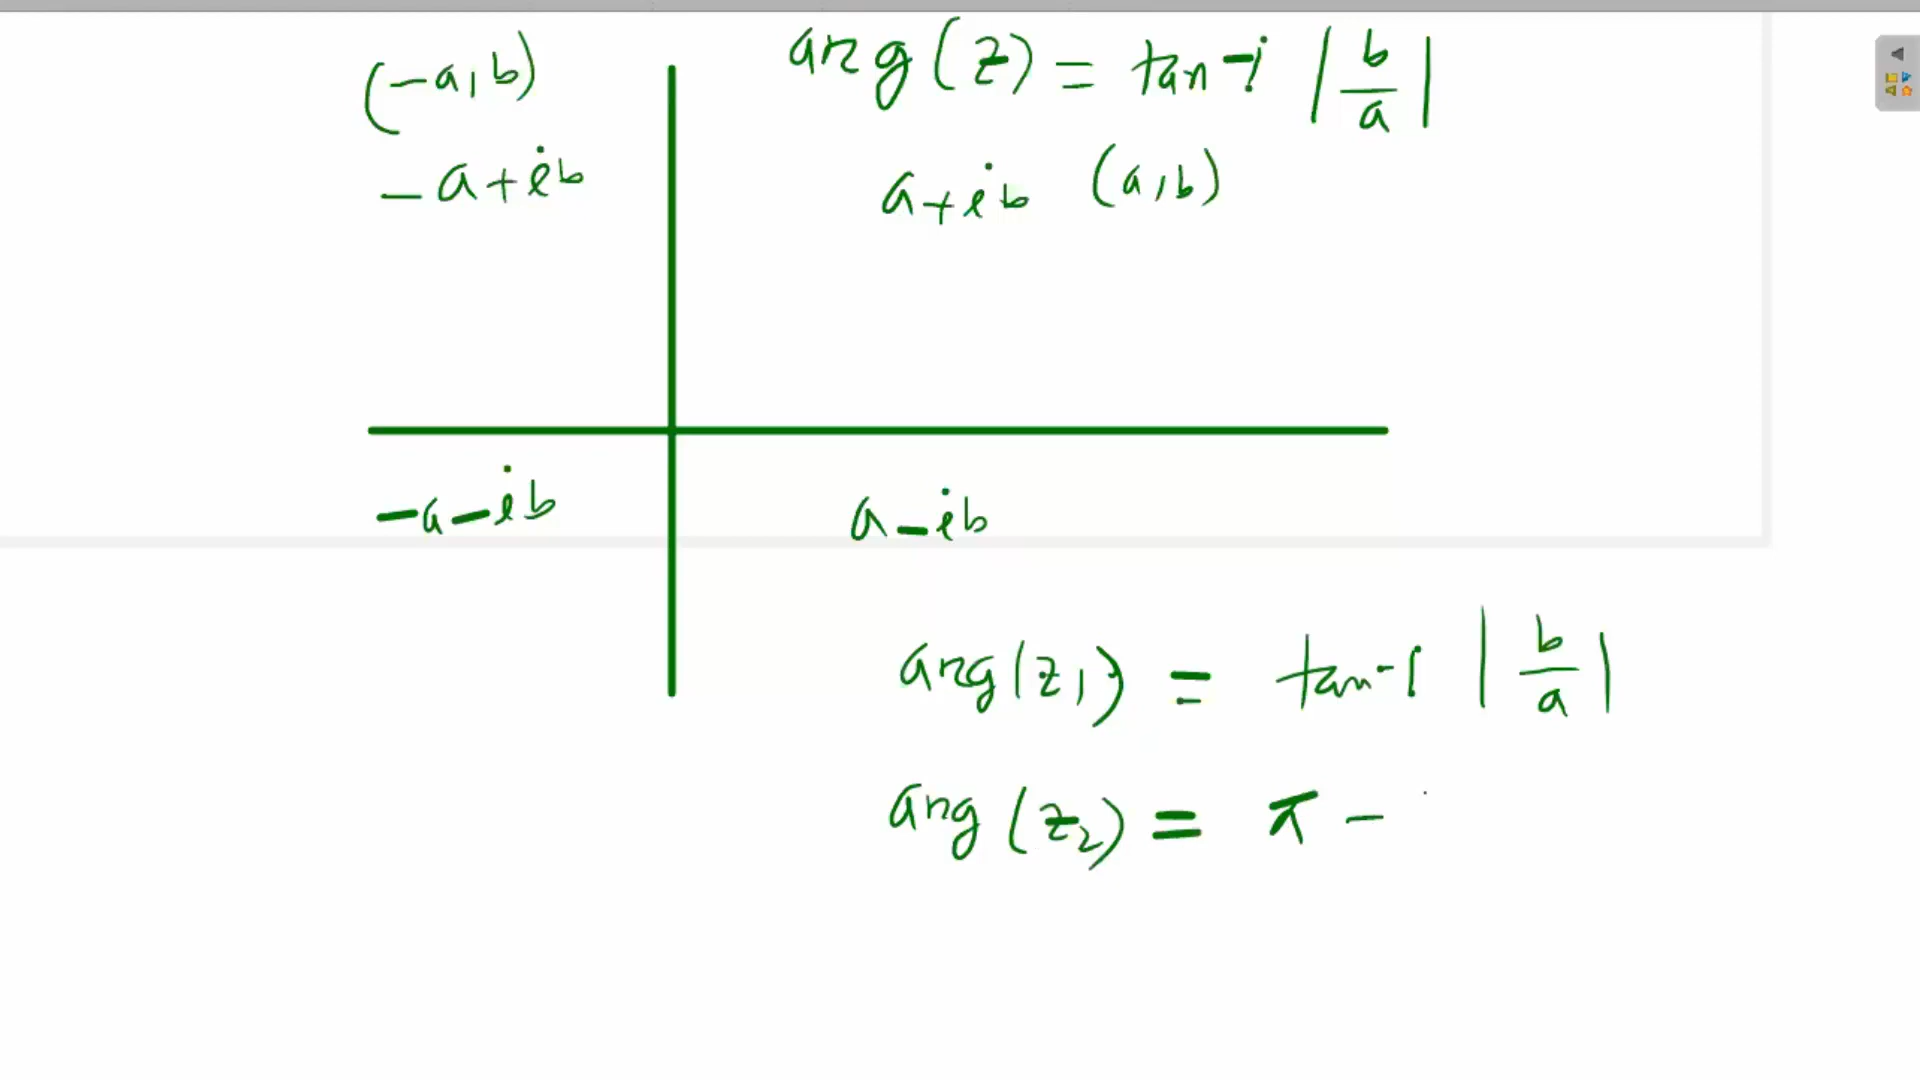 (-a, b)
arg(z) = tan-1 |b/a|
-a+ib
a+ib (a, b)
-a-ib
a-ib
arg(z1) = tan-1 |b/a|
arg(z2) = π -